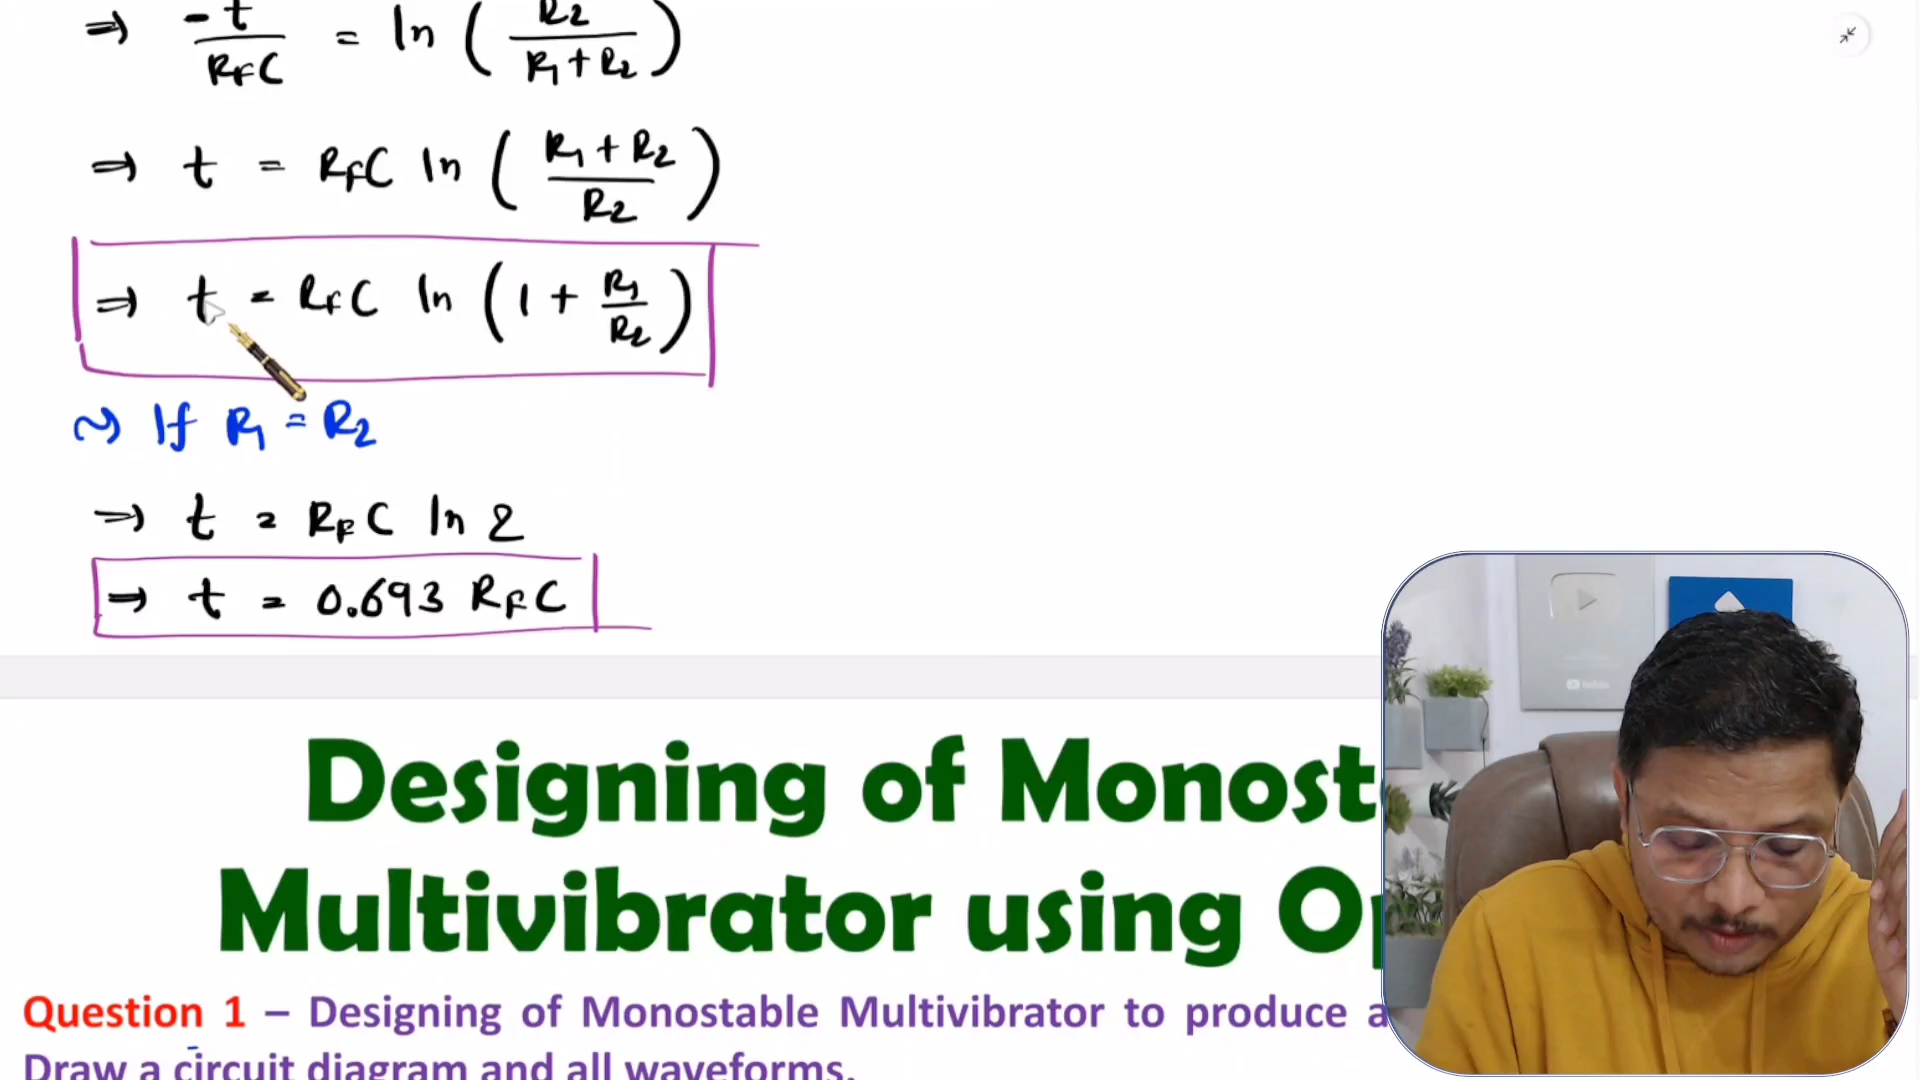 ⇒ -t / RFC = ln ( R2 / R1 + R2 )
⇒ t = RFC ln ( R1 + R2 / R2 )
⇒ t = RFC ln ( 1 + R1 / R2 )
~> If R1 = R2
⇒ t = RFC ln 2
⇒ t = 0.693 RFC
Designing of Monost
Multivibrator using Op
Question 1 – Designing of Monostable Multivibrator to produce a
Draw a circuit diagram and all waveforms.